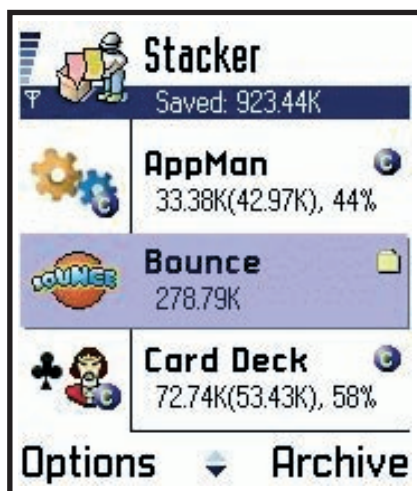 Stacker
Saved: 923.44K
AppMan
33.38K(42.97K), 44%
BOUNCE
Bounce
278.79K
Card Deck
72.74K(53.43K), 58%
Options Archive